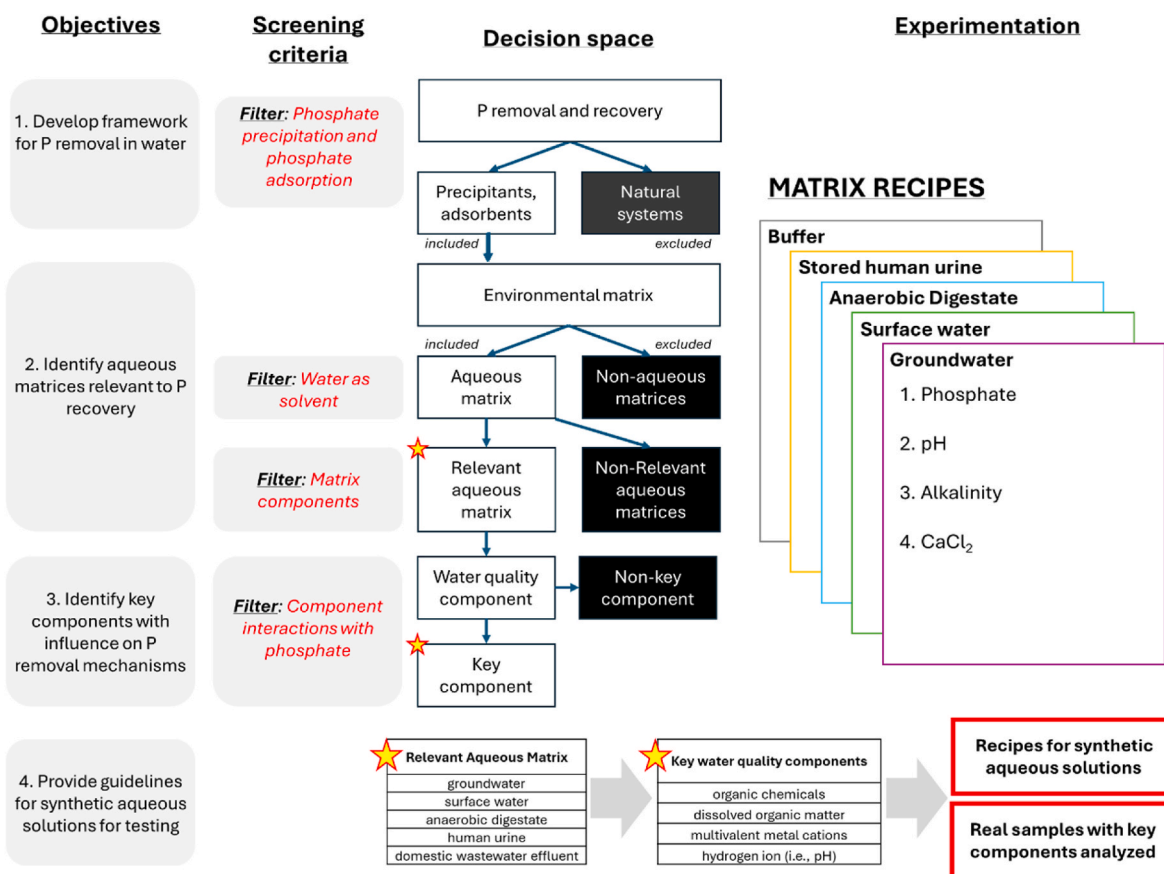 Objectives
Screening
criteria
Decision space
Experimentation
1. Develop framework
for P removal in water
Filter: Phosphate
precipitation and
phosphate
adsorption
P removal and recovery
Precipitants,
adsorbents
Natural
systems
included
excluded
2. Identify aqueous
matrices relevant to P
recovery
Environmental matrix
included
excluded
Filter: Water as
solvent
Aqueous
matrix
Non-aqueous
matrices
Filter: Matrix
components
Relevant
aqueous
matrix
Non-Relevant
aqueous
matrices
3. Identify key
components with
influence on P
removal mechanisms
Filter: Component
interactions with
phosphate
Water quality
component
Non-key
component
Key
component
MATRIX RECIPES
Buffer
Stored human urine
Anaerobic Digestate
Surface water
Groundwater
1. Phosphate
2. pH
3. Alkalinity
4. CaCl₂
4. Provide guidelines
for synthetic aqueous
solutions for testing
Relevant Aqueous Matrix
groundwater
surface water
anaerobic digestate
human urine
domestic wastewater effluent
Key water quality components
organic chemicals
dissolved organic matter
multivalent metal cations
hydrogen ion (i.e., pH)
Recipes for synthetic
aqueous solutions
Real samples with key
components analyzed